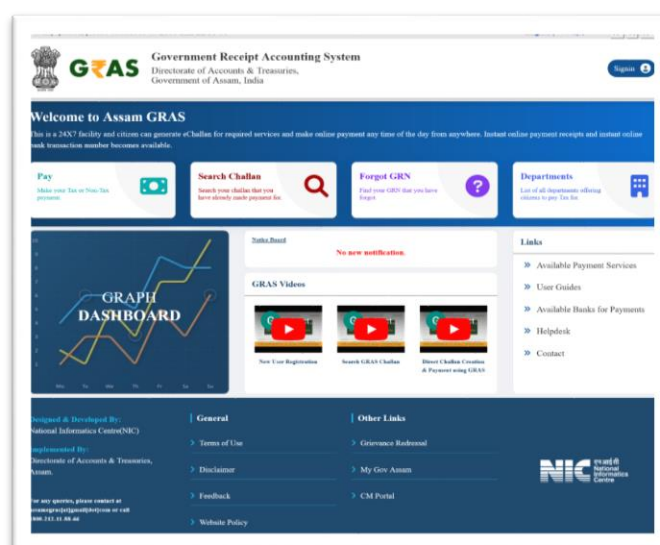 GRAS
Government Receipt Accounting System
Directorate of Accounts & Treasuries,
Government of Assam, India
Signin
Welcome to Assam GRAS
This is a 24X7 facility and citizen can generate eChallan for required services and make online payment any time of the day from anywhere. Instant online payment receipts and instant online
bank transaction number becomes available.
Pay
Make your Tax or Non-Tax
payment.
Search Challan
Search your challan that you
have already made payment for.
Forgot GRN
Find your GRN that you have
forgot
Departments
List of all departments offering
citizens to pay Tax for
Notice Board
No new notification.
GRAPH
DASHBOARD
GRAS Videos
New User Registration
Search GRAS Challan
Direct Challan Creation
& Payment using GRAS
Links
Available Payment Services
User Guides
Available Banks for Payments
Helpdesk
Contact
Designed & Developed By:
National Informatics Centre(NIC)
Implemented By:
Directorate of Accounts & Treasuries,
Assam.
For any queries, please contact at
or call
General
Terms of Use
Disclaimer
Feedback
Website Policy
Other Links
Grievance Redressal
My Gov Assam
CM Portal
NIC
एन आई सी
National
Informatics
Centre